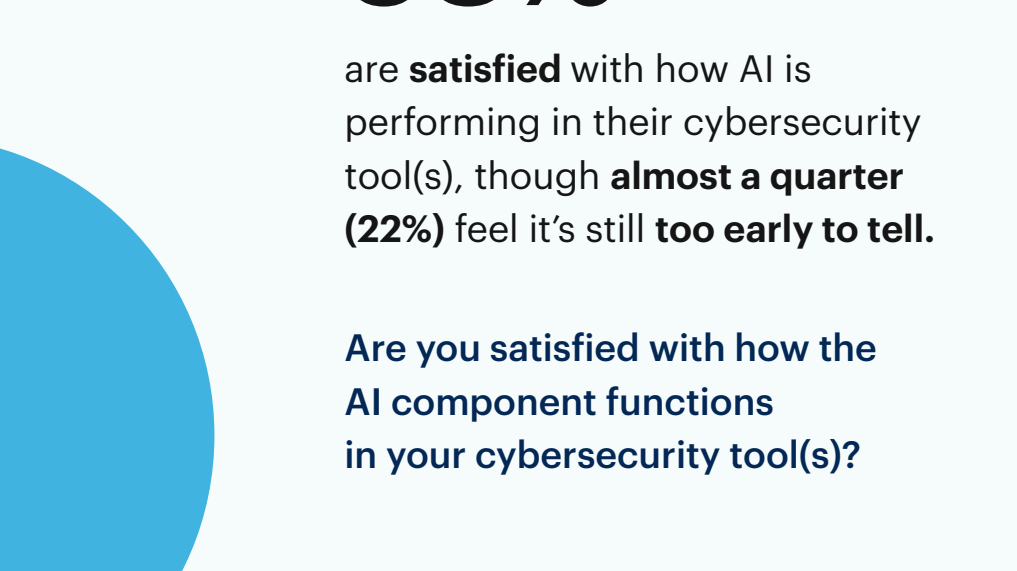 are satisfied with how AI is
performing in their cybersecurity
tool(s), though almost a quarter
(22%) feel it’s still too early to tell.
Are you satisfied with how the
AI component functions
in your cybersecurity tool(s)?